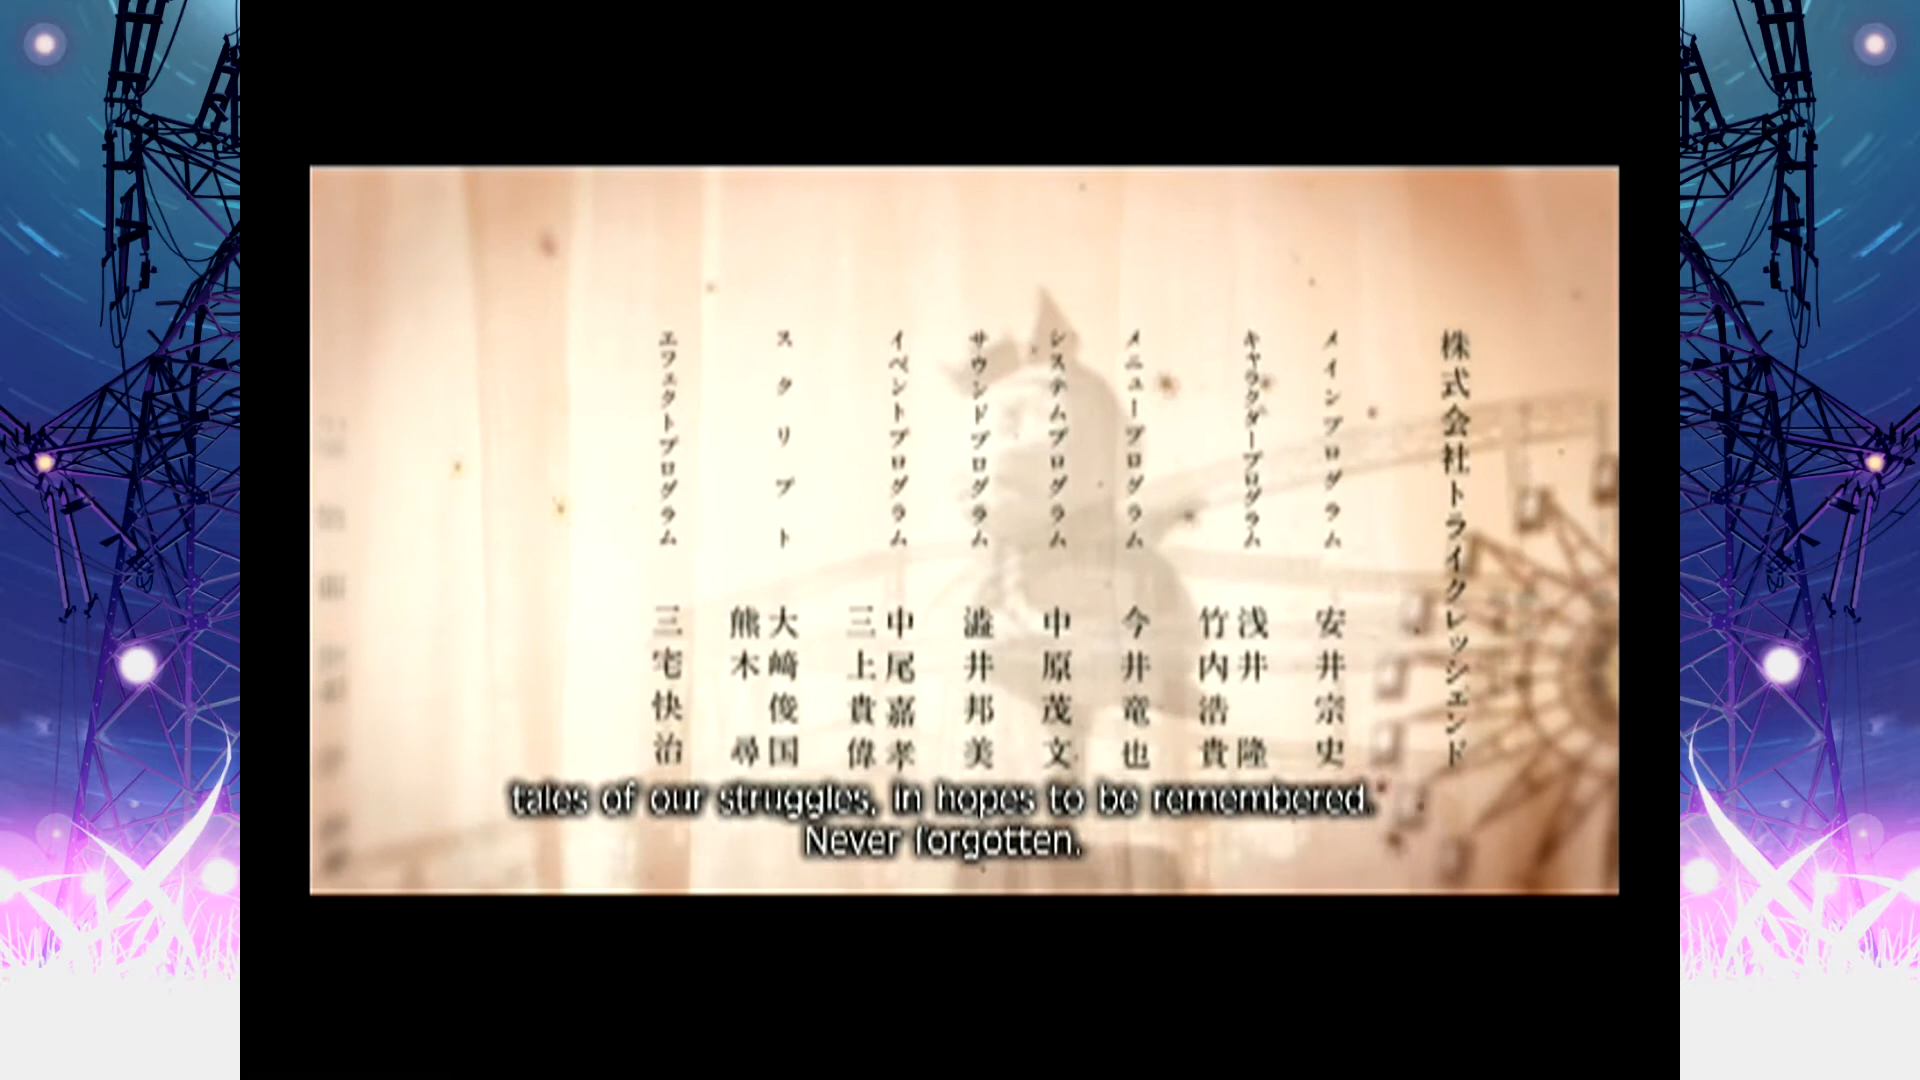 株式会社トライクレッシェンド
メインプログラム 安井宗史
キャラクタープログラム 浅井 隆
竹内浩貴
メニュープログラム 今井竜也
システムプログラム 中原茂文
サウンドプログラム 澁井邦美
イベントプログラム 中尾嘉孝
三上貴偉
スクリプト 大﨑俊国
熊木 尋
エフェクトプログラム 三宅快治
tales of our struggles, in hopes to be remembered.
Never forgotten.